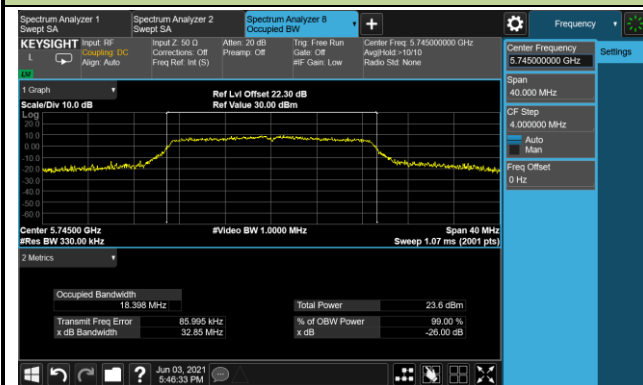 Spectrum Analyzer 1
Swept SA
Spectrum Analyzer 2
Swept SA
Spectrum Analyzer 8
Occupied BW
Frequency
KEYSIGHT
L
Input: RF
Coupling: DC
Align: Auto
Input Z: 50 Ω
Corrections: Off
Freq Ref: Int (S)
Atten: 20 dB
Preamp: Off
Trig: Free Run
Gate: Off
#IF Gain: Low
Center Freq: 5.745000000 GHz
Avg|Hold:>10/10
Radio Std: None
Center Frequency
5.745000000 GHz
Settings
Span
40.000 MHz
CF Step
4.000000 MHz
Auto
Man
Freq Offset
0 Hz
1 Graph
Scale/Div 10.0 dB
Ref Lvl Offset 22.30 dB
Ref Value 30.00 dBm
Log
20.0
10.0
0.00
-10.0
-20.0
-30.0
-40.0
-50.0
-60.0
Center 5.74500 GHz
#Res BW 330.00 kHz
#Video BW 1.0000 MHz
Span 40 MHz
Sweep 1.07 ms (2001 pts)
2 Metrics
Occupied Bandwidth
18.398 MHz
Total Power
23.6 dBm
Transmit Freq Error
85.995 kHz
% of OBW Power
99.00 %
x dB Bandwidth
32.85 MHz
x dB
-26.00 dB
?
Jun 03, 2021
5:46:33 PM